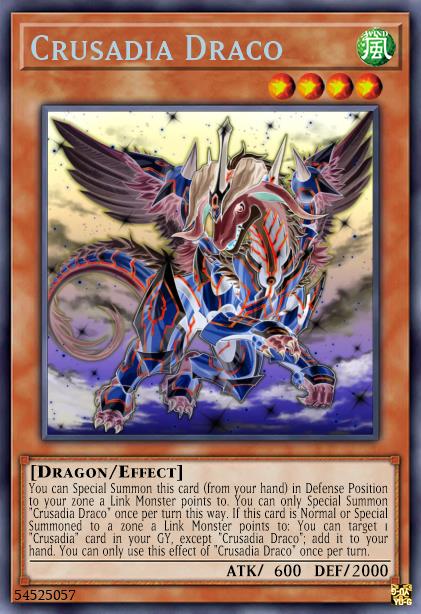 CRUSADIA DRACO
WIND
風
[DRAGON/EFFECT]
You can Special Summon this card (from your hand) in Defense Position
to your zone a Link Monster points to. You can only Special Summon
"Crusadia Draco" once per turn this way. If this card is Normal or Special
Summoned to a zone a Link Monster points to: You can target 1
"Crusadia" card in your GY, except "Crusadia Draco"; add it to your
hand. You can only use this effect of "Crusadia Draco" once per turn.
ATK/ 600 DEF/2000
54525057